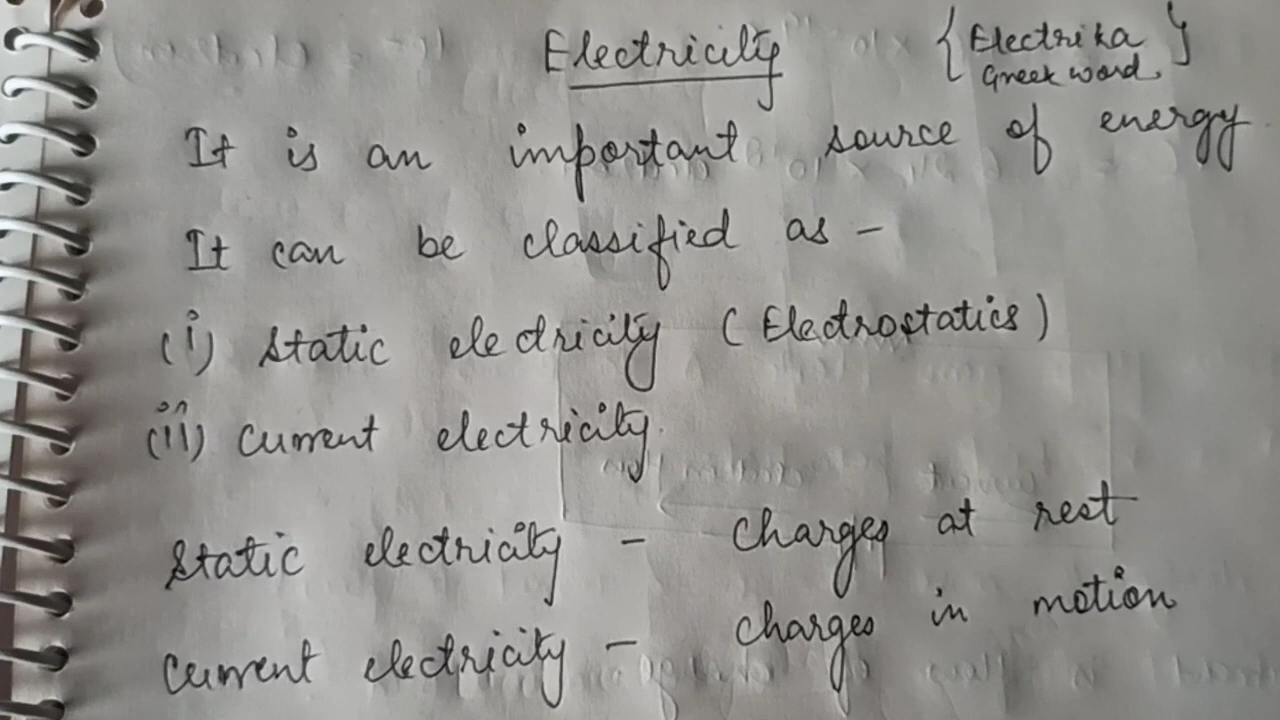 Electricity { Electrika
Greek word. }
It is an important source of energy.
It can be classified as –
(i) Static electricity (Electrostatics)
(ii) Current electricity.
Static electricity – charges at rest
Current electricity – charges in motion